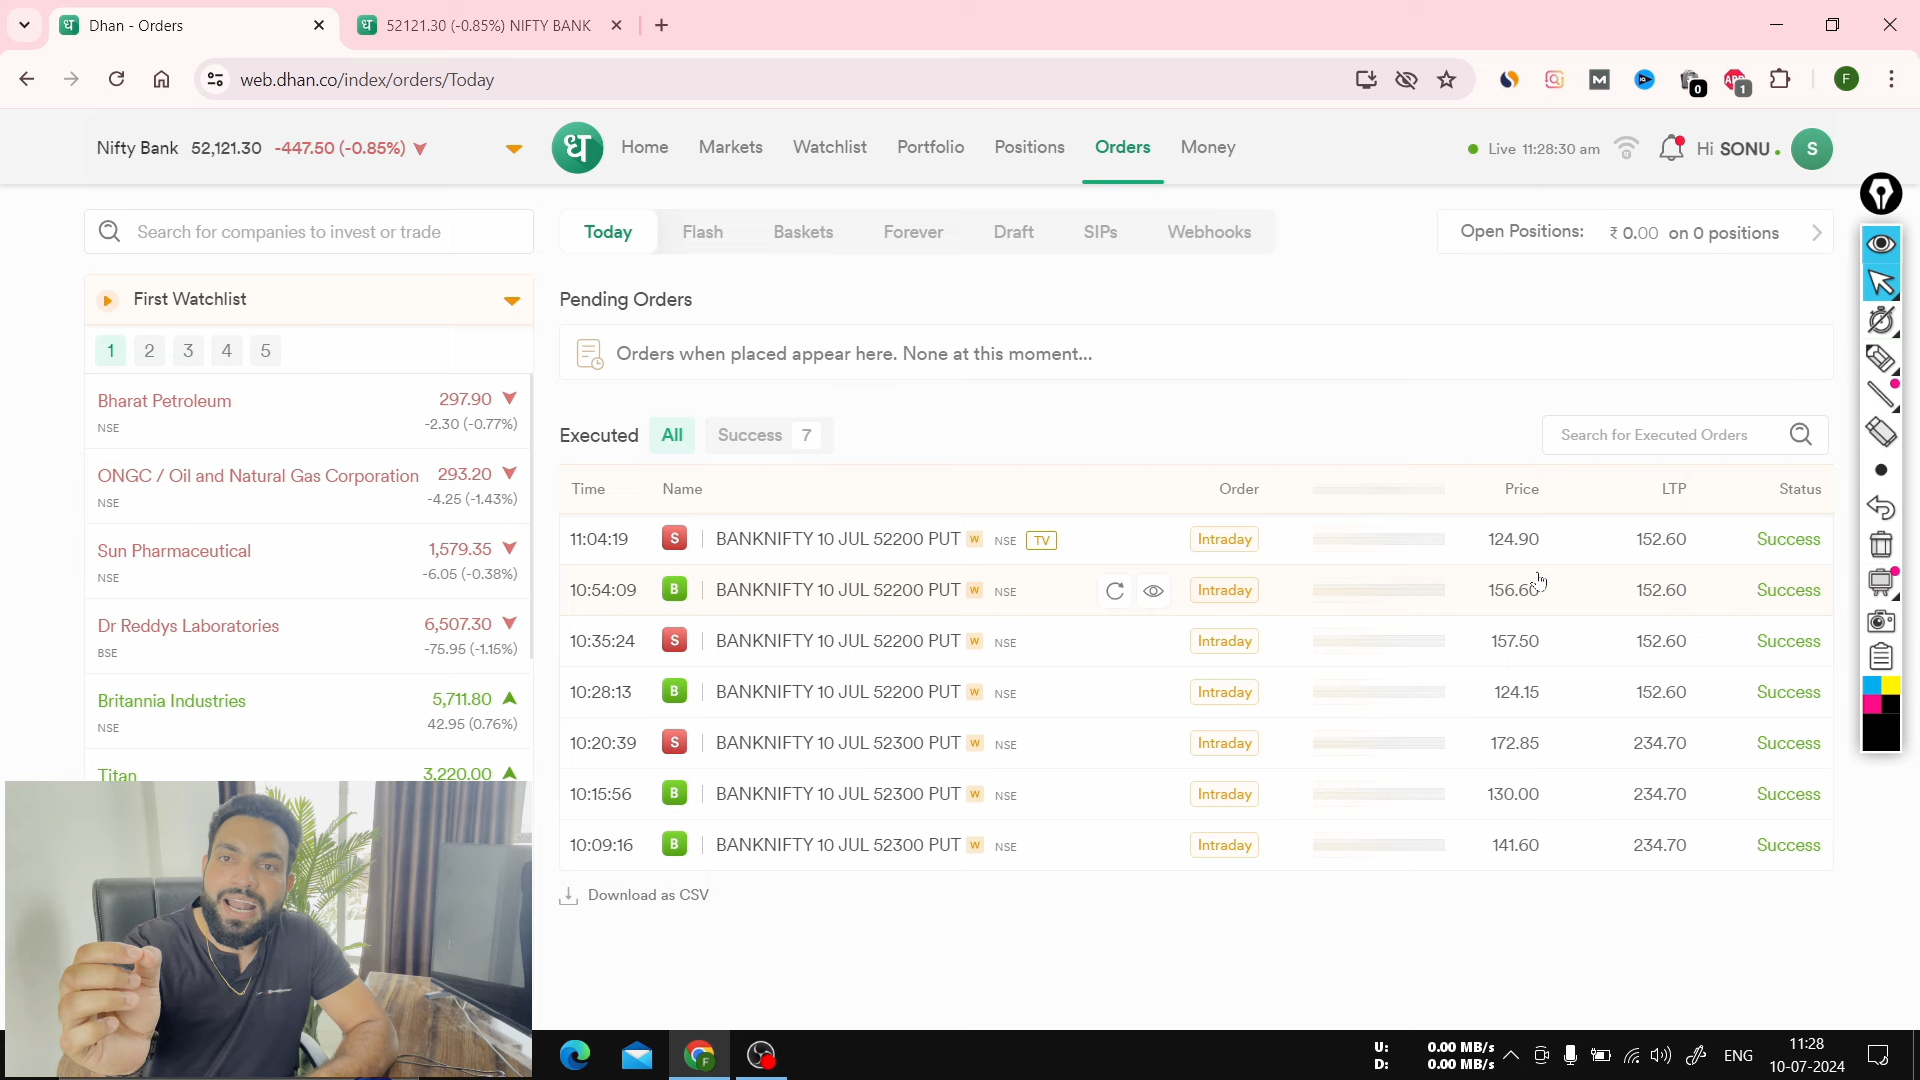 Dhan - Orders
52121.30 (-0.85%) NIFTY BANK
web.dhan.co/index/orders/Today
0
1
F
Nifty Bank 52,121.30 -447.50 (-0.85%)
ध
Home Markets Watchlist Portfolio Positions Orders Money
Live 11:28:30 am
Hi SONU
S
Search for companies to invest or trade
Today Flash Baskets Forever Draft SIPs Webhooks
Open Positions: ₹ 0.00 on 0 positions
First Watchlist
1 2 3 4 5
Bharat Petroleum 297.90
NSE -2.30 (-0.77%)
ONGC / Oil and Natural Gas Corporation 293.20
NSE -4.25 (-1.43%)
Sun Pharmaceutical 1,579.35
NSE -6.05 (-0.38%)
Dr Reddys Laboratories 6,507.30
BSE -75.95 (-1.15%)
Britannia Industries 5,711.80
NSE 42.95 (0.76%)
Titan 3,220.00
Pending Orders
Orders when placed appear here. None at this moment...
Executed All Success 7
Search for Executed Orders
Time Name Order Price LTP Status
11:04:19 S BANKNIFTY 10 JUL 52200 PUT W NSE TV Intraday 124.90 152.60 Success
10:54:09 B BANKNIFTY 10 JUL 52200 PUT W NSE Intraday 156.60 152.60 Success
10:35:24 S BANKNIFTY 10 JUL 52200 PUT W NSE Intraday 157.50 152.60 Success
10:28:13 B BANKNIFTY 10 JUL 52200 PUT W NSE Intraday 124.15 152.60 Success
10:20:39 S BANKNIFTY 10 JUL 52300 PUT W NSE Intraday 172.85 234.70 Success
10:15:56 B BANKNIFTY 10 JUL 52300 PUT W NSE Intraday 130.00 234.70 Success
10:09:16 B BANKNIFTY 10 JUL 52300 PUT W NSE Intraday 141.60 234.70 Success
Download as CSV
U: 0.00 MB/s
D: 0.00 MB/s
ENG
11:28
10-07-2024